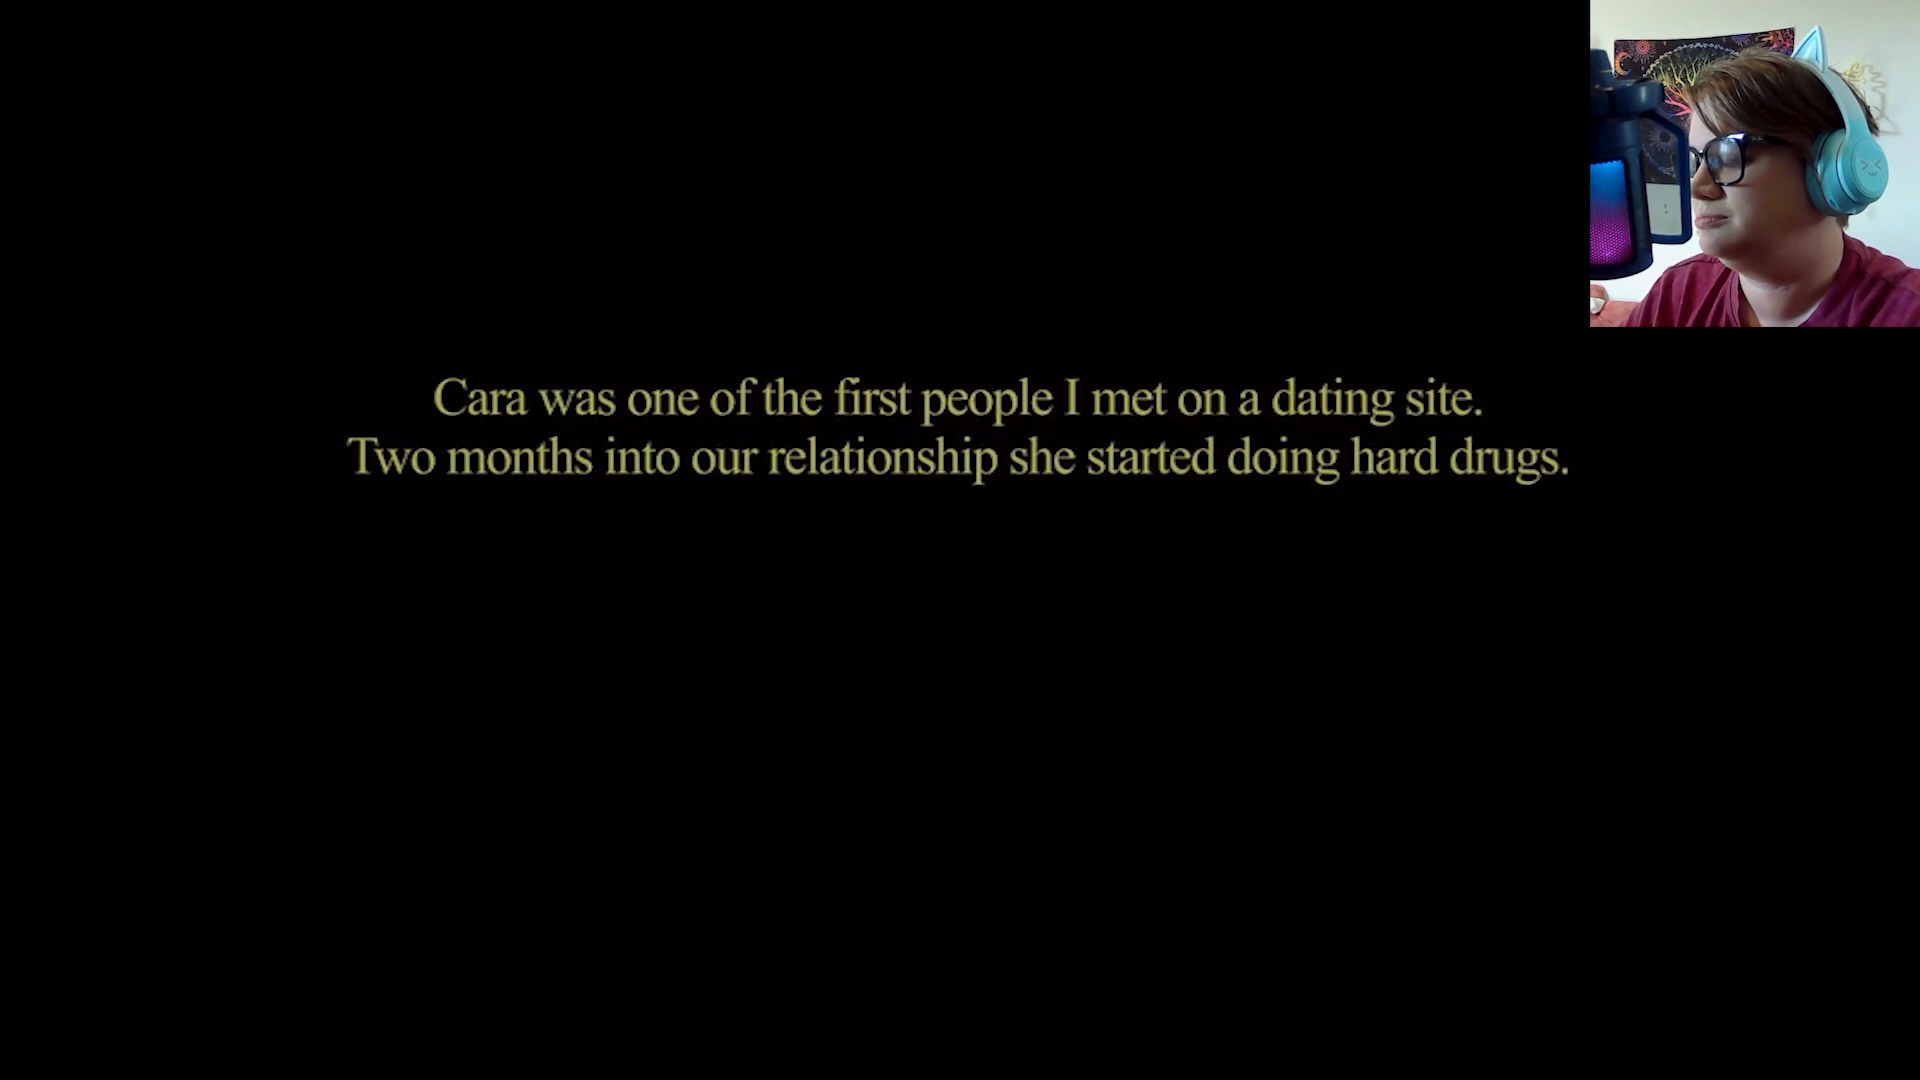 Cara was one of the first people I met on a dating site.
Two months into our relationship she started doing hard drugs.